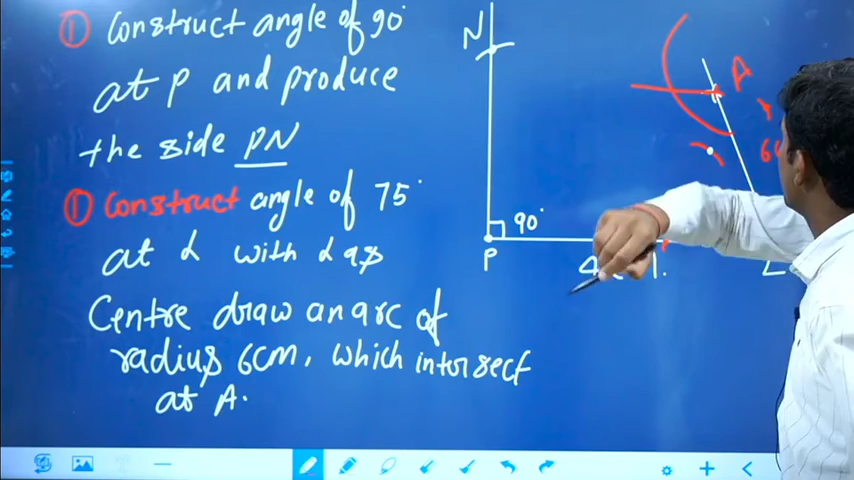 ① Construct angle of 90°
at P and produce
the side PN
① Construct angle of 75°
at L with L as
Centre draw an arc of
radius 6cm, which intersect
at A.
N
A
90°
P
L